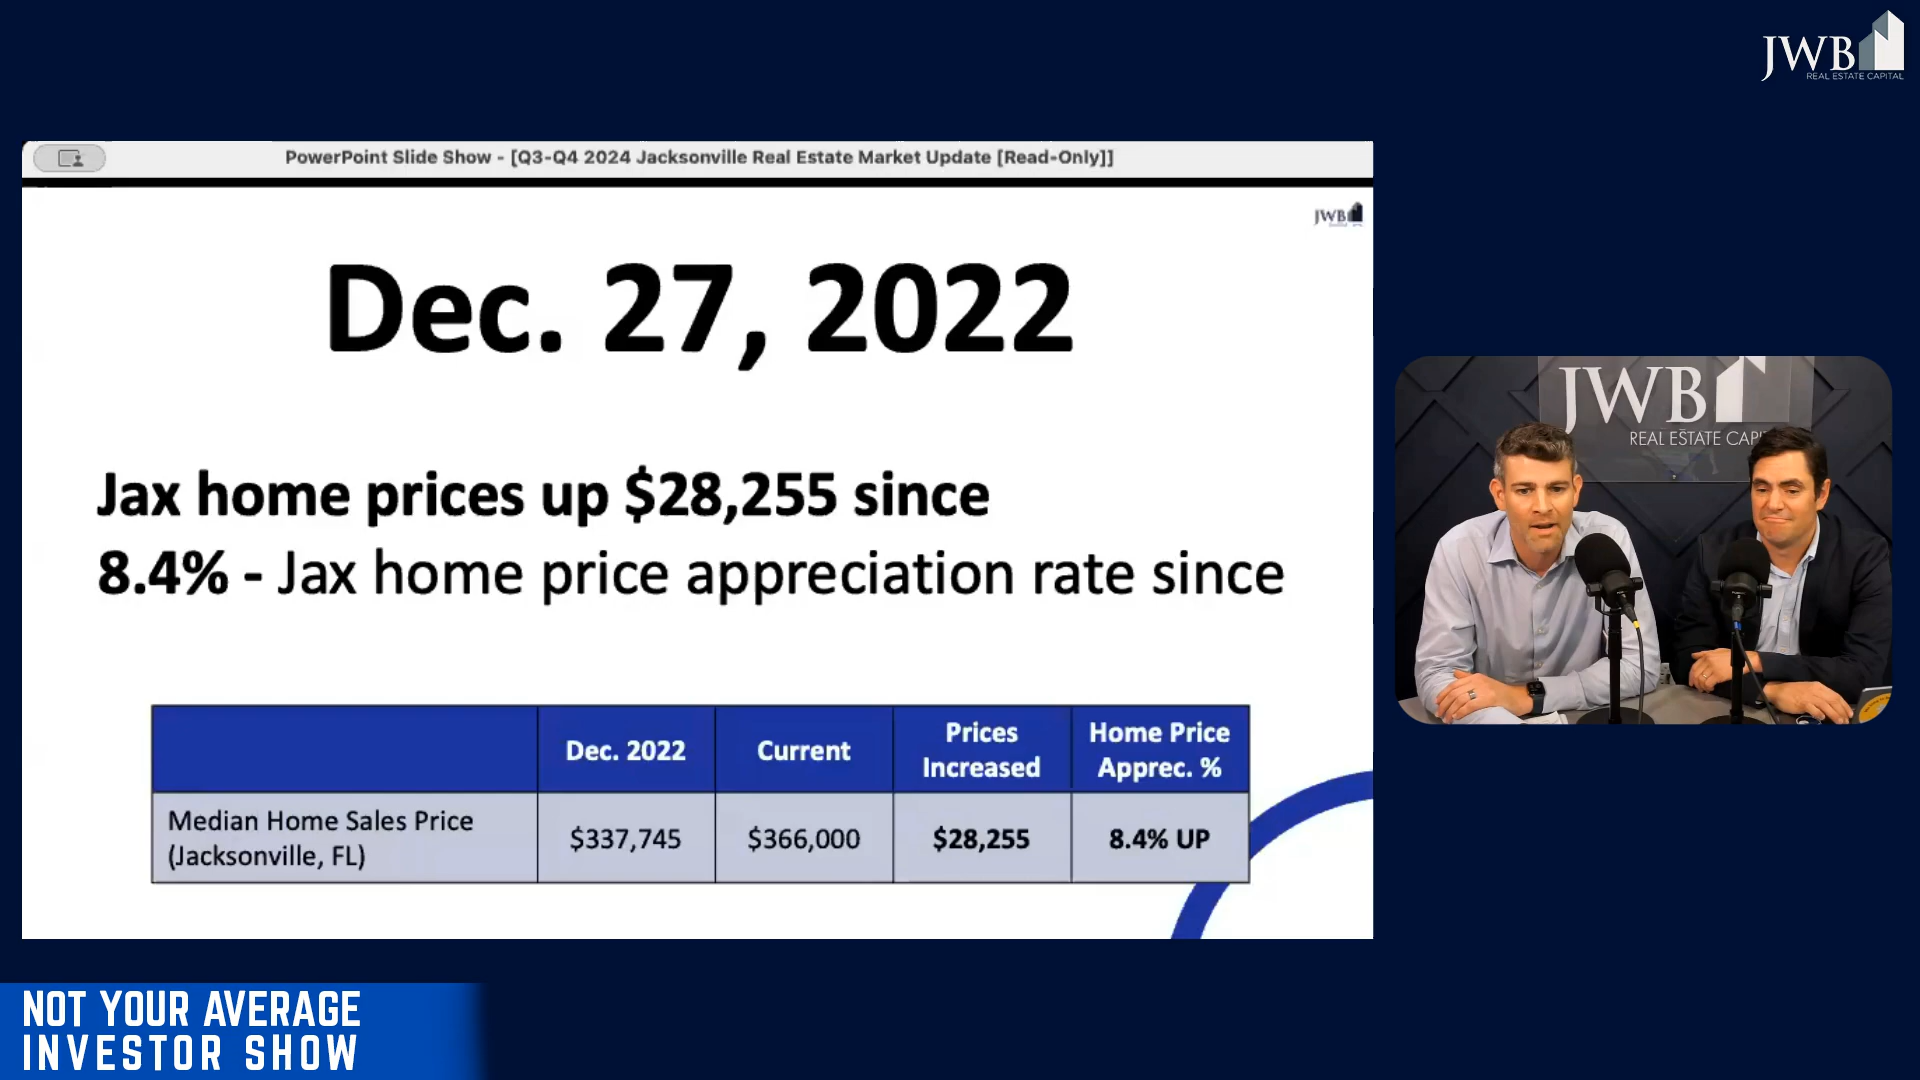 JWB
REAL ESTATE CAPITAL
PowerPoint Slide Show - [Q3-Q4 2024 Jacksonville Real Estate Market Update [Read-Only]]
JWB
Dec. 27, 2022
Jax home prices up $28,255 since
8.4% - Jax home price appreciation rate since
Dec. 2022
Current
Prices
Increased
Home Price
Apprec. %
Median Home Sales Price
(Jacksonville, FL)
$337,745
$366,000
$28,255
8.4% UP
JWB
REAL ESTATE CAPI
NOT YOUR AVERAGE
INVESTOR SHOW